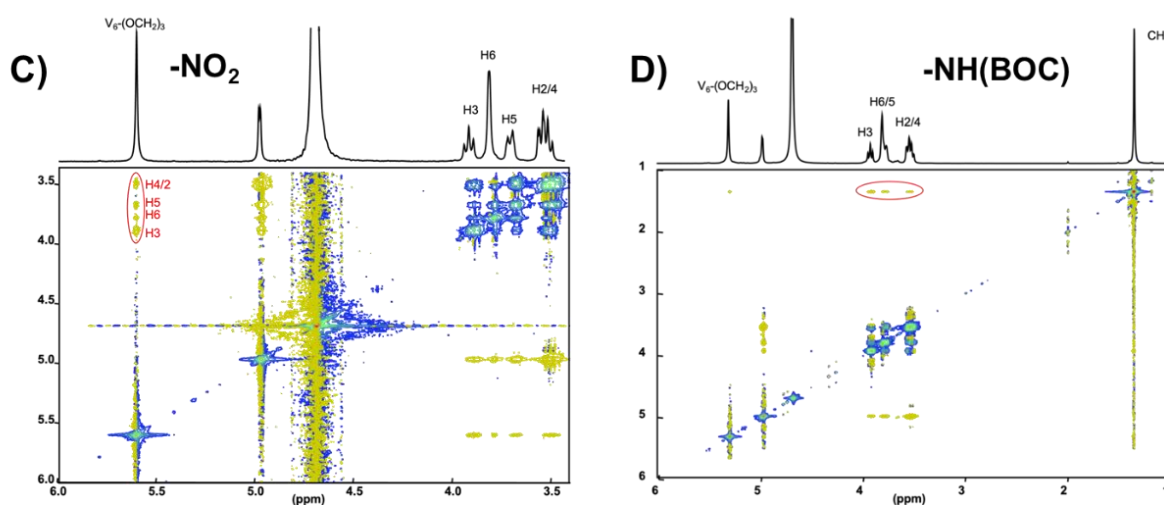 C)
V₆-(OCH₂)₃
-NO₂
H6
H3
H5
H2/4
3.5
4.0
4.5
5.0
5.5
6.0
H4/2
H5
H6
H3
6.0 5.5 5.0 4.5 4.0 3.5
(ppm)
D)
-NH(BOC)
CH
V₆-(OCH₂)₃
H6/5
H3
H2/4
1
2
3
4
5
6
6 5 4 3 2 1
(ppm)